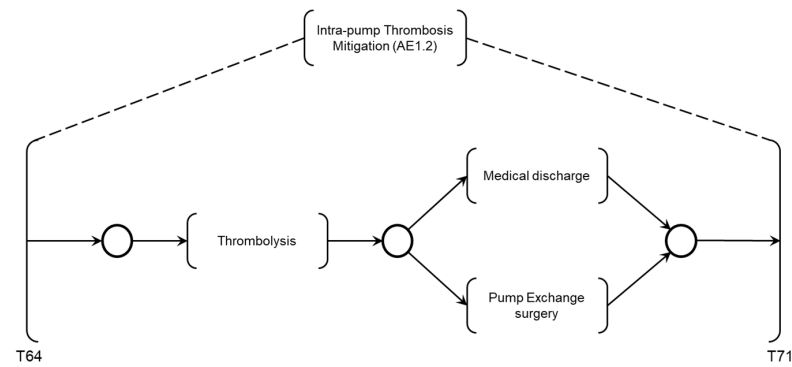 Intra-pump Thrombosis
Mitigation (AE1.2)
Medical discharge
Thrombolysis
Pump Exchange
surgery
T64
T71